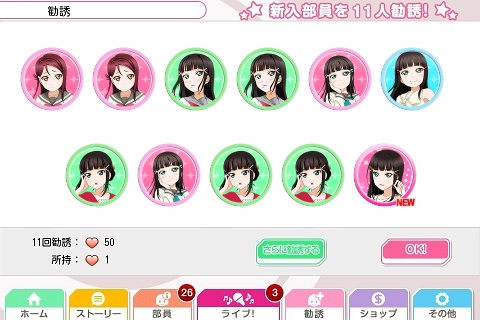 勧誘
新入部員を11人勧誘!
NEW
11回勧誘: 50
所持: 1
さらに勧誘する
OK!
26
3
ホーム
ストーリー
部員
ライブ!
勧誘
ショップ
その他